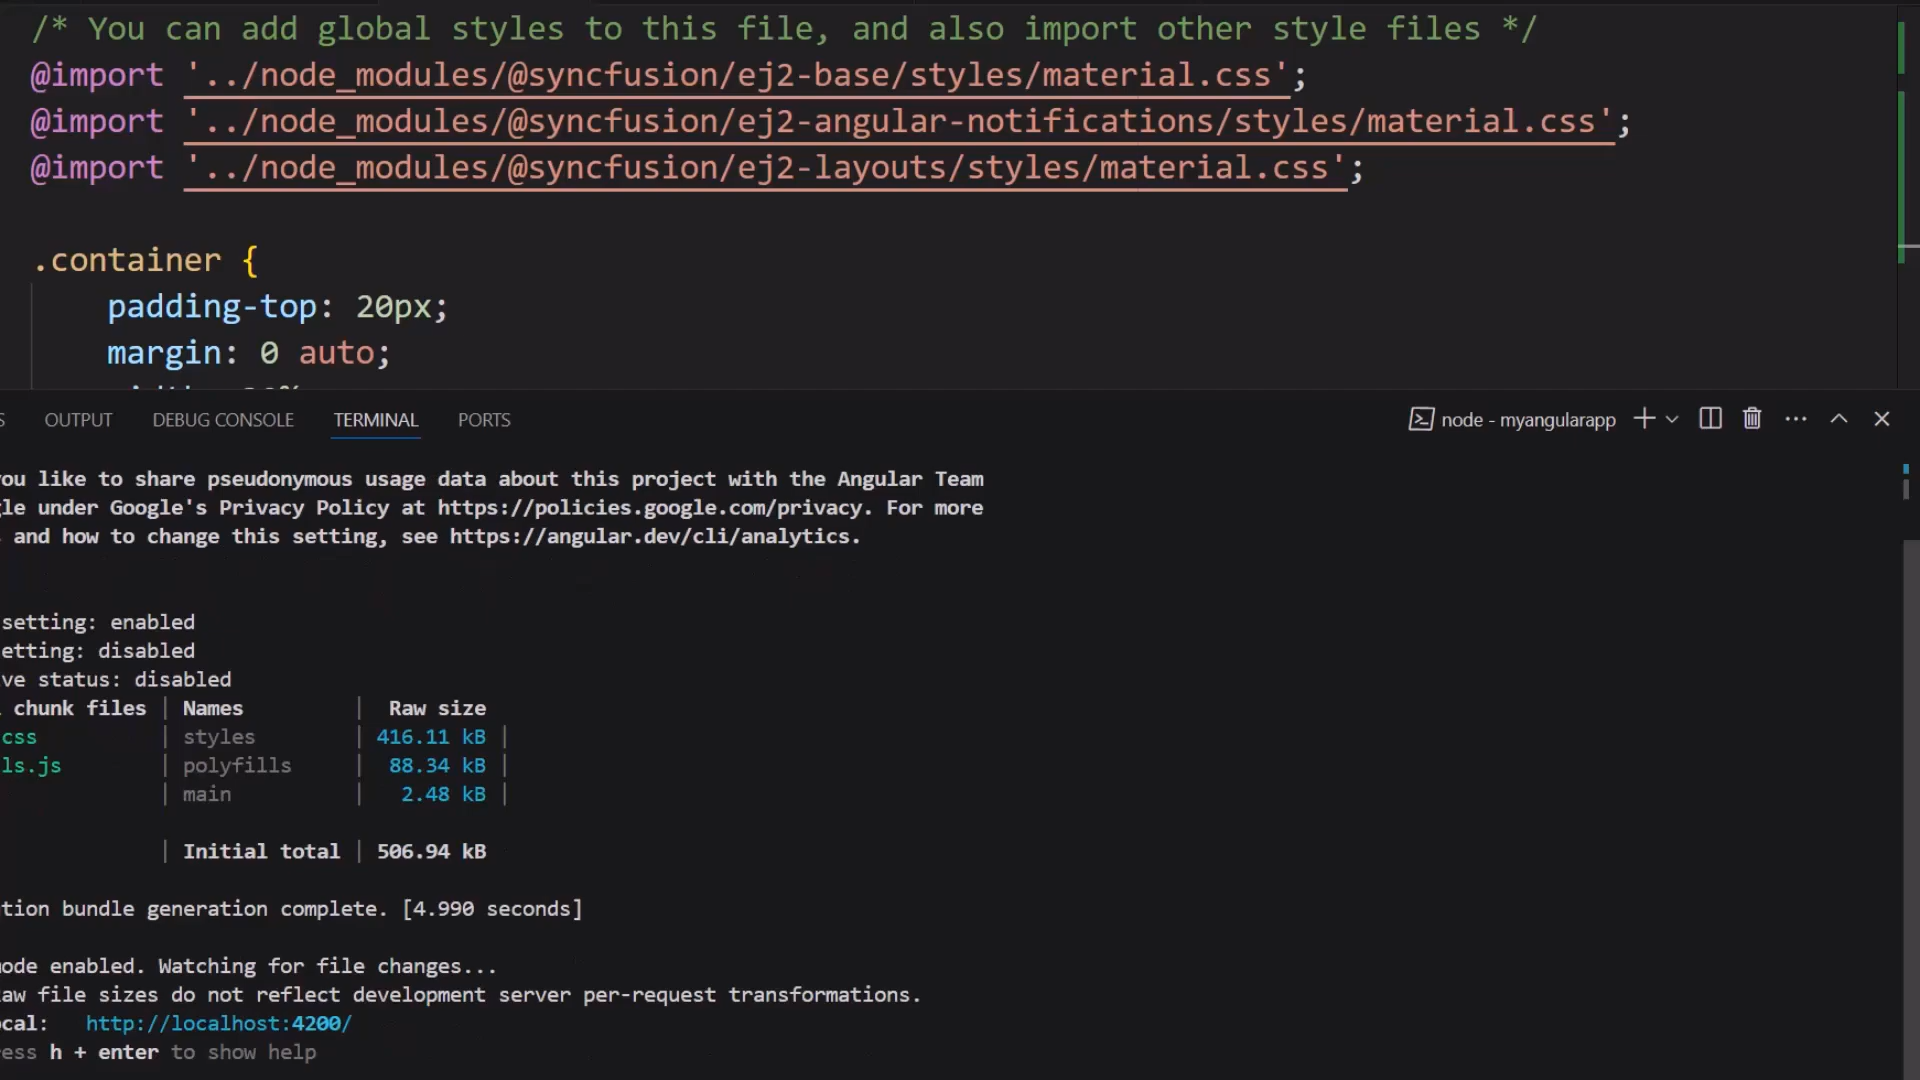 /* You can add global styles to this file, and also import other style files */
@import '../node_modules/@syncfusion/ej2-base/styles/material.css';
@import '../node_modules/@syncfusion/ej2-angular-notifications/styles/material.css';
@import '../node_modules/@syncfusion/ej2-layouts/styles/material.css';
.container {
padding-top: 20px;
margin: 0 auto;
OUTPUT DEBUG CONSOLE TERMINAL PORTS node - myangularapp
you like to share pseudonymous usage data about this project with the Angular Team
gle under Google's Privacy Policy at https://policies.google.com/privacy. For more
and how to change this setting, see https://angular.dev/cli/analytics.
setting: enabled
etting: disabled
ve status: disabled
chunk files | Names | Raw size
css | styles | 416.11 kB |
ls.js | polyfills | 88.34 kB |
| main | 2.48 kB |
| Initial total | 506.94 kB
tion bundle generation complete. [4.990 seconds]
ode enabled. Watching for file changes...
aw file sizes do not reflect development server per-request transformations.
cal: http://localhost:4200/
ess h + enter to show help